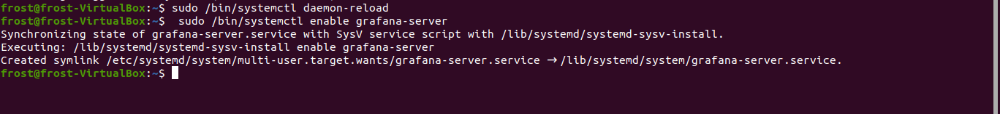 frost@frost-VirtualBox:~$ sudo /bin/systemctl daemon-reload
frost@frost-VirtualBox:~$  sudo /bin/systemctl enable grafana-server
Synchronizing state of grafana-server.service with SysV service script with /lib/systemd/systemd-sysv-install.
Executing: /lib/systemd/systemd-sysv-install enable grafana-server
Created symlink /etc/systemd/system/multi-user.target.wants/grafana-server.service → /lib/systemd/system/grafana-server.service.
frost@frost-VirtualBox:~$